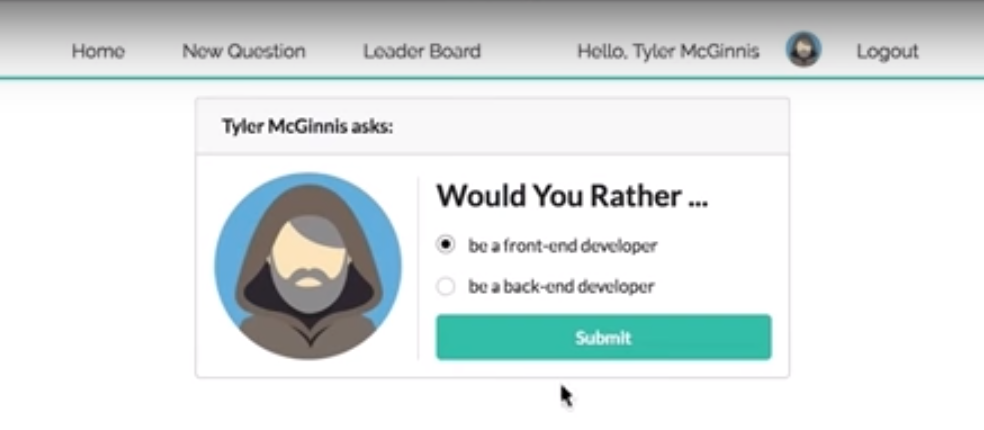 Home New Question Leader Board Hello, Tyler McGinnis Logout
Tyler McGinnis asks:
Would You Rather ...
be a front-end developer
be a back-end developer
Submit